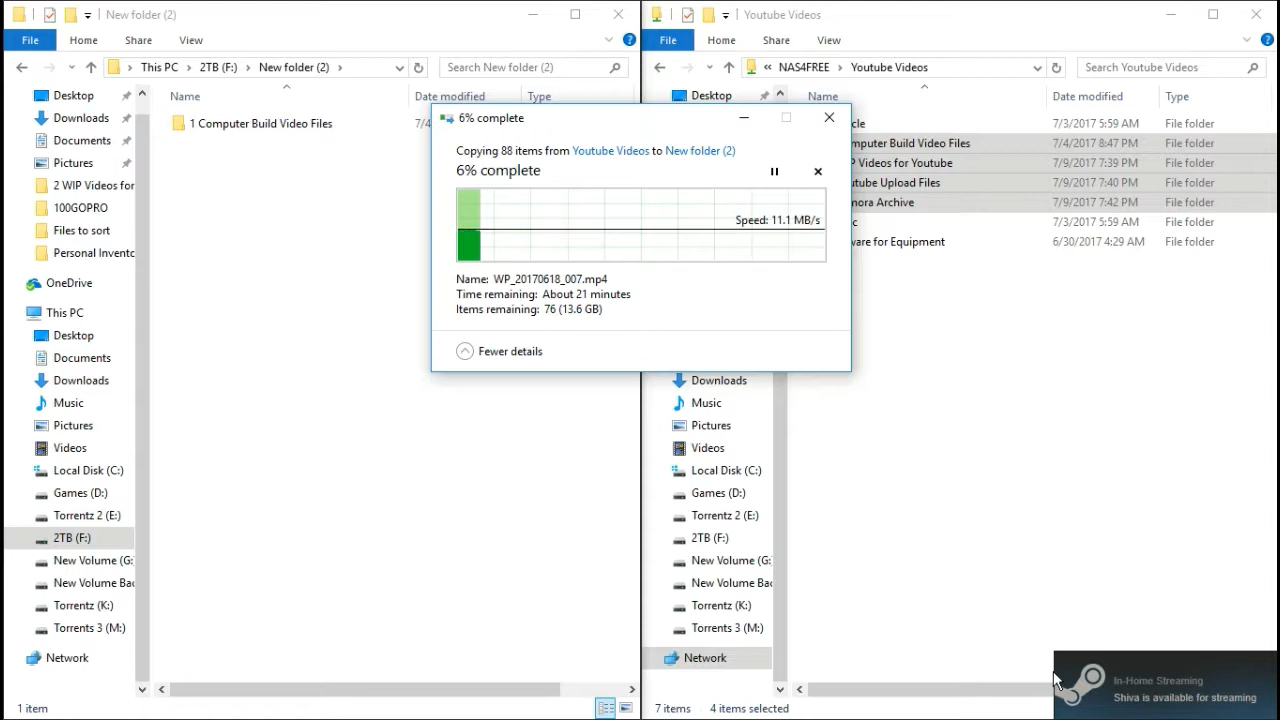 New folder (2)
File Home Share View
This PC > 2TB (F:) > New folder (2) >
Search New folder (2)
Desktop
Downloads
Documents
Pictures
2 WIP Videos for
100GOPRO
Files to sort
Personal Invento
OneDrive
This PC
Desktop
Documents
Downloads
Music
Pictures
Videos
Local Disk (C:)
Games (D:)
Torrentz 2 (E:)
2TB (F:)
New Volume (G:
New Volume Bac
Torrentz (K:)
Torrents 3 (M:)
Network
Name Date modified Type
1 Computer Build Video Files 7/4
1 item
6% complete
Copying 88 items from Youtube Videos to New folder (2)
6% complete
Speed: 11.1 MB/s
Name: WP_20170618_007.mp4
Time remaining: About 21 minutes
Items remaining: 76 (13.6 GB)
Fewer details
Youtube Videos
File Home Share View
« NAS4FREE > Youtube Videos
Search Youtube Videos
Desktop
Downloads
Music
Pictures
Videos
Local Disk (C:)
Games (D:)
Torrentz 2 (E:)
2TB (F:)
New Volume (G:
New Volume Bac
Torrentz (K:)
Torrents 3 (M:)
Network
Name Date modified Type
cle 7/3/2017 5:59 AM File folder
mputer Build Video Files 7/4/2017 8:47 PM File folder
P Videos for Youtube 7/9/2017 7:39 PM File folder
utube Upload Files 7/9/2017 7:40 PM File folder
mora Archive 7/9/2017 7:42 PM File folder
c 7/3/2017 5:59 AM File folder
ware for Equipment 6/30/2017 4:29 AM File folder
7 items 4 items selected
In-Home Streaming
Shiva is available for streaming